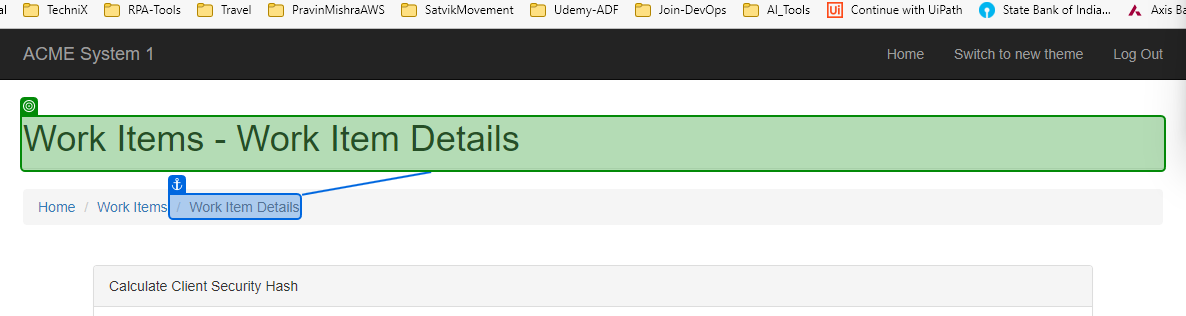 al TechniX RPA-Tools Travel PravinMishraAWS SatvikMovement Udemy-ADF Join-DevOps AI_Tools Ui Continue with UiPath State Bank of India... Axis Ba
ACME System 1 Home Switch to new theme Log Out
Work Items - Work Item Details
Home / Work Items / Work Item Details
Calculate Client Security Hash